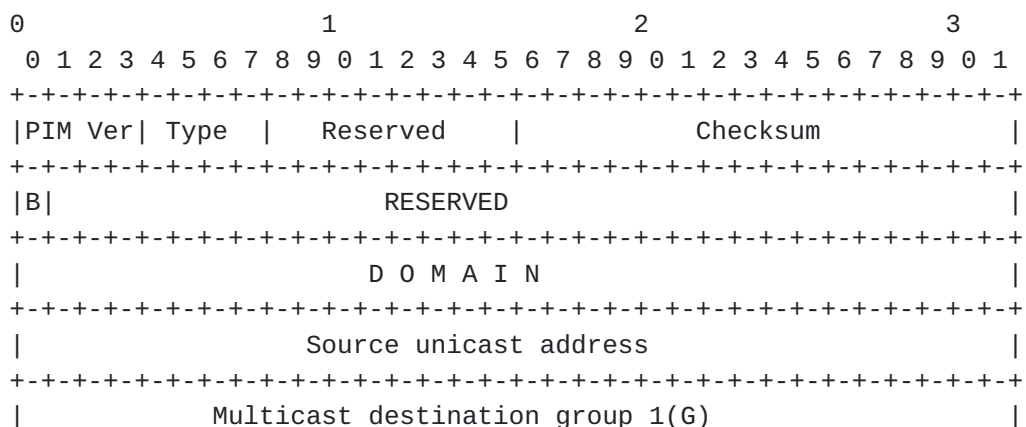 0                   1                   2                   3
 0 1 2 3 4 5 6 7 8 9 0 1 2 3 4 5 6 7 8 9 0 1 2 3 4 5 6 7 8 9 0 1
+-+-+-+-+-+-+-+-+-+-+-+-+-+-+-+-+-+-+-+-+-+-+-+-+-+-+-+-+-+-+-+-+
|PIM Ver| Type  |   Reserved    |           Checksum            |
+-+-+-+-+-+-+-+-+-+-+-+-+-+-+-+-+-+-+-+-+-+-+-+-+-+-+-+-+-+-+-+-+
|B|                     RESERVED                                |
+-+-+-+-+-+-+-+-+-+-+-+-+-+-+-+-+-+-+-+-+-+-+-+-+-+-+-+-+-+-+-+-+
|                      D O M A I N                              |
+-+-+-+-+-+-+-+-+-+-+-+-+-+-+-+-+-+-+-+-+-+-+-+-+-+-+-+-+-+-+-+-+
|                  Source unicast address                       |
+-+-+-+-+-+-+-+-+-+-+-+-+-+-+-+-+-+-+-+-+-+-+-+-+-+-+-+-+-+-+-+-+
|            Multicast destination group 1(G)                   |